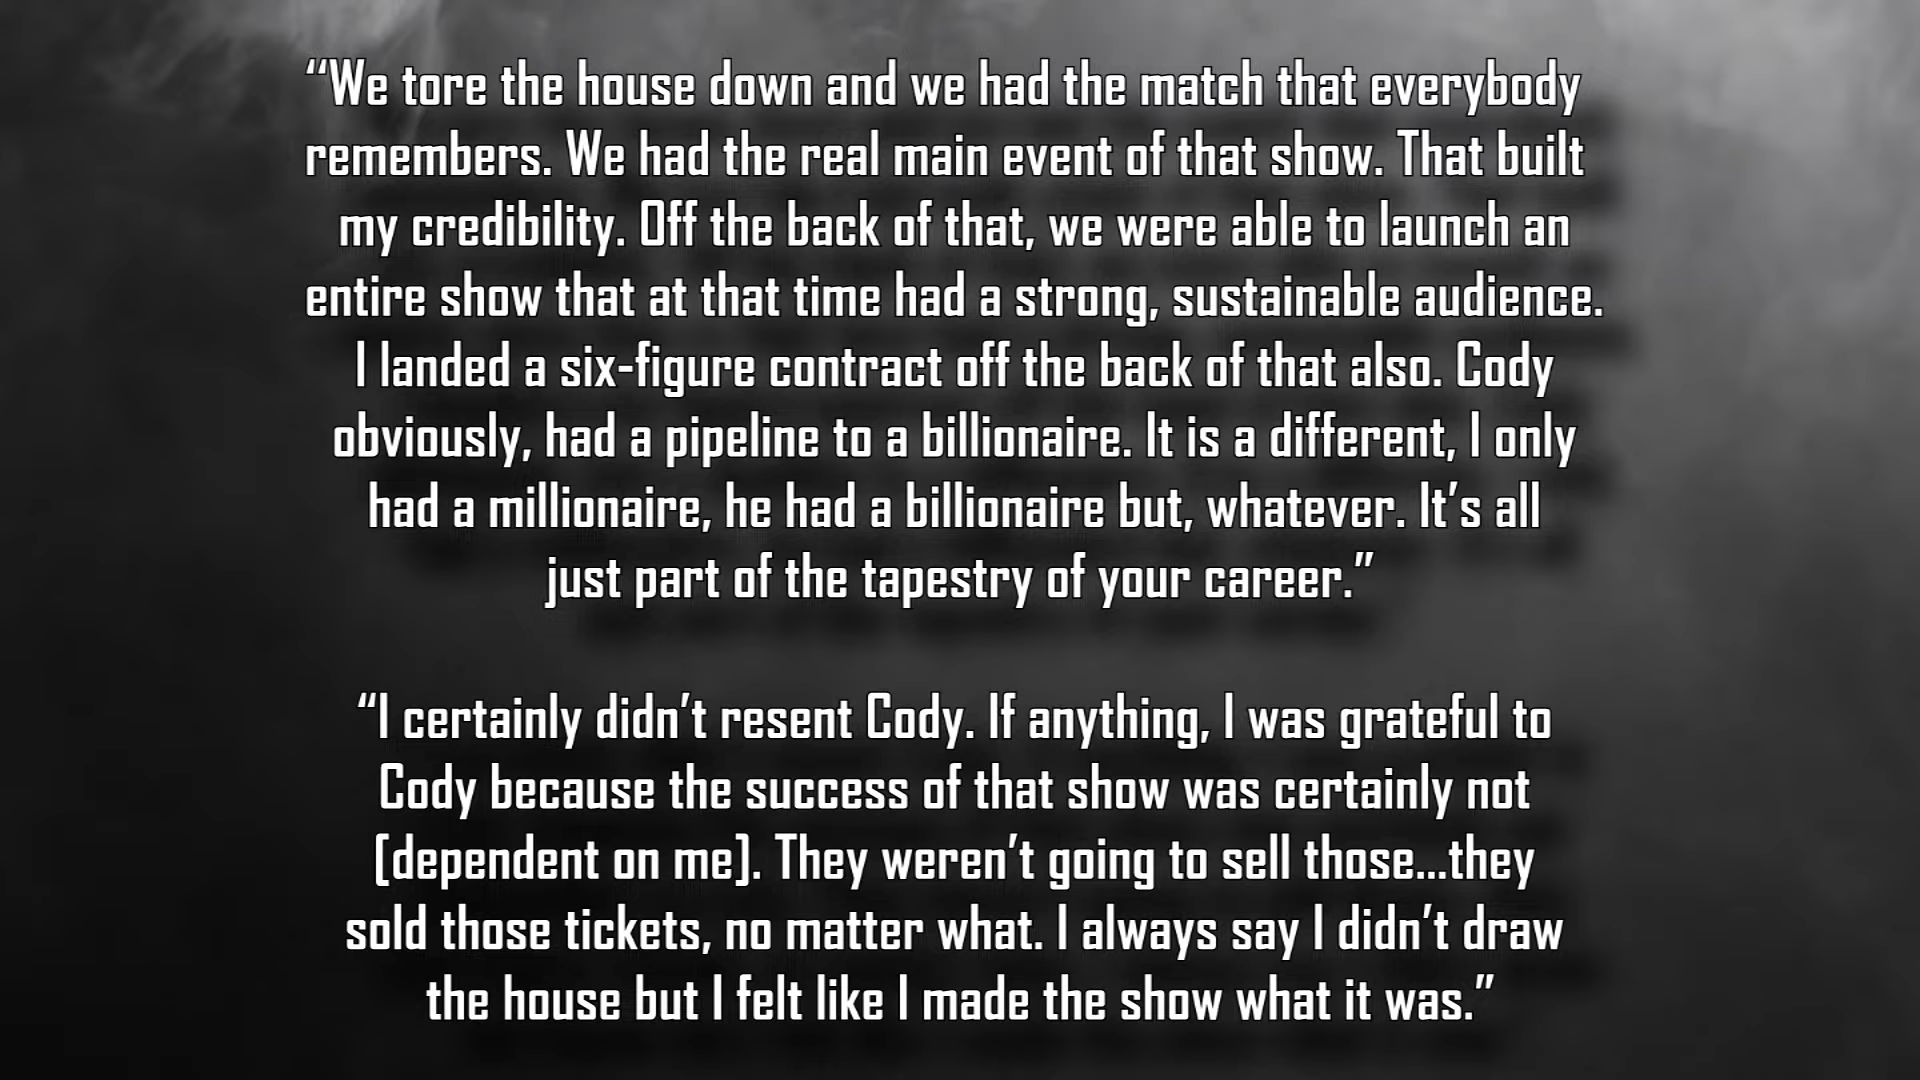 “We tore the house down and we had the match that everybody
remembers. We had the real main event of that show. That built
my credibility. Off the back of that, we were able to launch an
entire show that at that time had a strong, sustainable audience.
I landed a six-figure contract off the back of that also. Cody
obviously, had a pipeline to a billionaire. It is a different, I only
had a millionaire, he had a billionaire but, whatever. It’s all
just part of the tapestry of your career.”
“I certainly didn’t resent Cody. If anything, I was grateful to
Cody because the success of that show was certainly not
[dependent on me]. They weren’t going to sell those...they
sold those tickets, no matter what. I always say I didn’t draw
the house but I felt like I made the show what it was.”